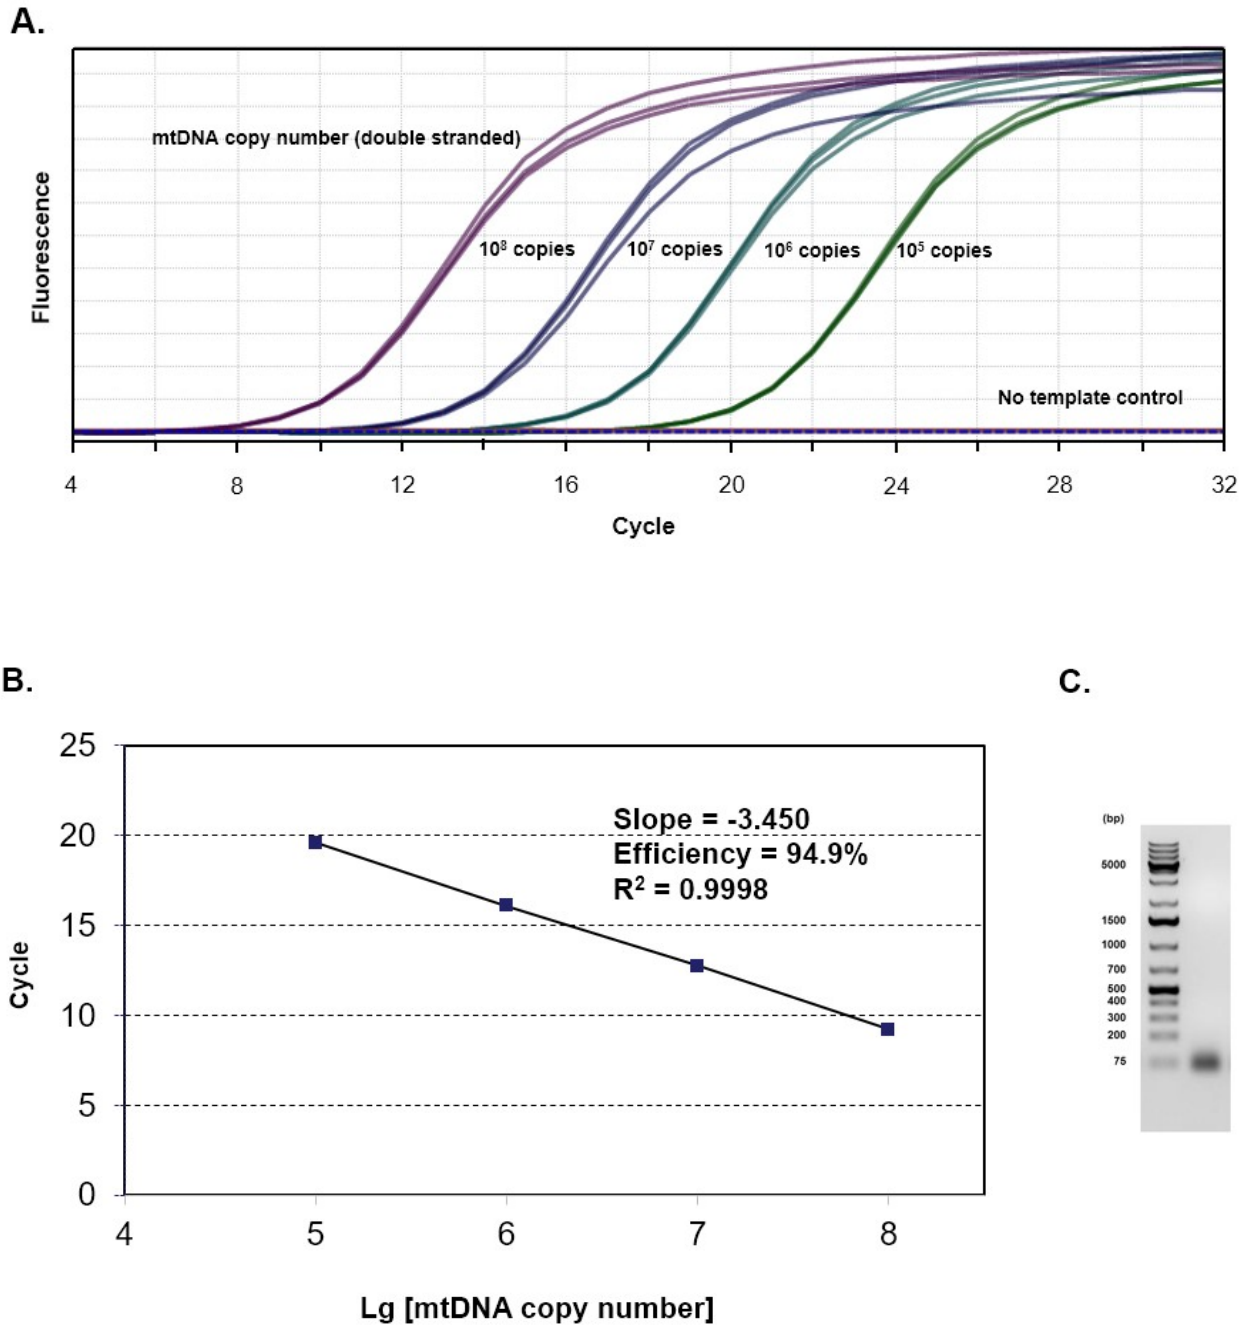 A.
mtDNA copy number (double stranded)
10⁸ copies
10⁷ copies
10⁶ copies
10⁵ copies
No template control
Fluorescence
4 8 12 16 20 24 28 32
Cycle
B.
25
20
15
10
5
0
Slope = -3.450
Efficiency = 94.9%
R² = 0.9998
Cycle
4 5 6 7 8
Lg [mtDNA copy number]
C.
(bp)
5000
1500
1000
700
500
400
300
200
75